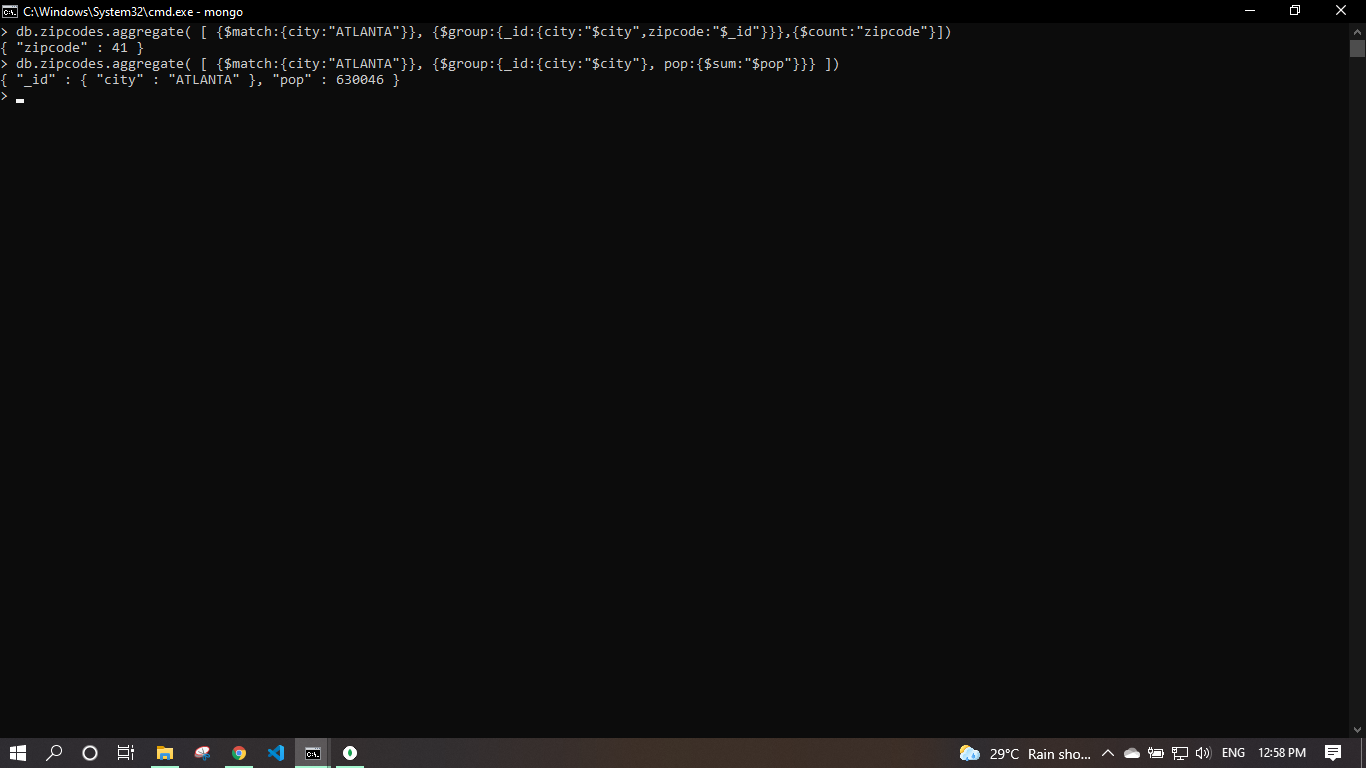 C:\Windows\System32\cmd.exe - mongo
> db.zipcodes.aggregate( [ {$match:{city:"ATLANTA"}}, {$group:{_id:{city:"$city",zipcode:"$_id"}}},{$count:"zipcode"}])
{ "zipcode" : 41 }
> db.zipcodes.aggregate( [ {$match:{city:"ATLANTA"}}, {$group:{_id:{city:"$city"}, pop:{$sum:"$pop"}}} ])
{ "_id" : { "city" : "ATLANTA" }, "pop" : 630046 }
>
29°C Rain sho... ENG 12:58 PM